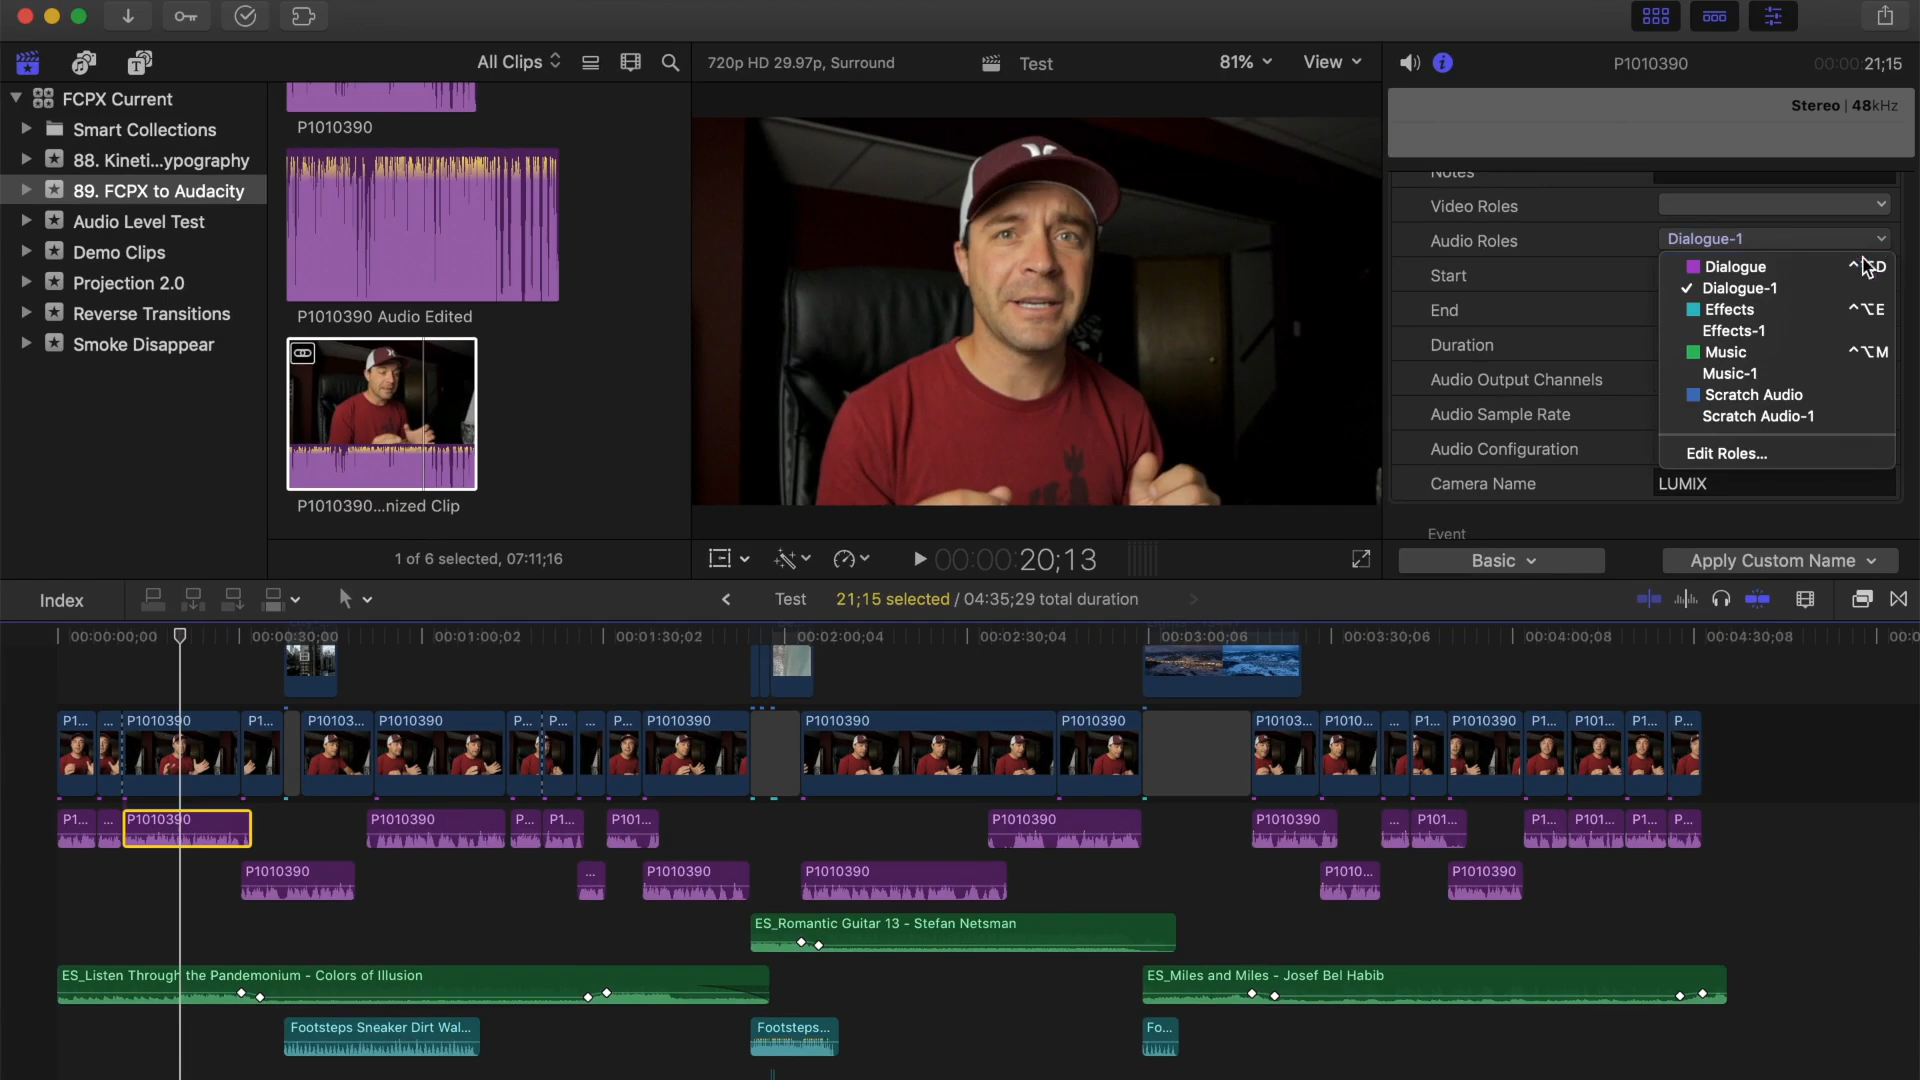 All Clips
720p HD 29.97p, Surround
Test
81%
View
P1010390
00:00:21;15
FCPX Current
Smart Collections
88. Kineti...ypography
89. FCPX to Audacity
Audio Level Test
Demo Clips
Projection 2.0
Reverse Transitions
Smoke Disappear
P1010390
P1010390 Audio Edited
P1010390...nized Clip
1 of 6 selected, 07:11;16
Stereo | 48kHz
Notes
Video Roles
Audio Roles
Dialogue-1
Start
End
Duration
Audio Output Channels
Audio Sample Rate
Audio Configuration
Camera Name
LUMIX
Event
Dialogue
D
✓ Dialogue-1
Effects ⌃⌥E
Effects-1
Music ⌃⌥M
Music-1
Scratch Audio
Scratch Audio-1
Edit Roles...
00:00:20;13
Basic
Apply Custom Name
Index
Test
21;15 selected / 04:35;29 total duration
00:00:00;00 00:00:30;00 00:01:00;02 00:01:30;02 00:02:00;04 00:02:30;04 00:03:00;06 00:03:30;06 00:04:00;08 00:04:30;08 00:0
P1... ... P1010390 P1... P10103... P1010390 P... P... ... P... P1010390 P1010390 P1010390 P10103... P1010... ... P1... P1010390 P1... P101... P1... P...
P1... ... P1010390 P1010390 P... P1... P101... P1010390 P1010390 ... P101... P1... P101... P1... P...
P1010390 ... P1010390 P1010390 P1010... P1010390
ES_Romantic Guitar 13 - Stefan Netsman
ES_Listen Through the Pandemonium - Colors of Illusion
ES_Miles and Miles - Josef Bel Habib
Footsteps Sneaker Dirt Wal...
Footsteps...
Fo...